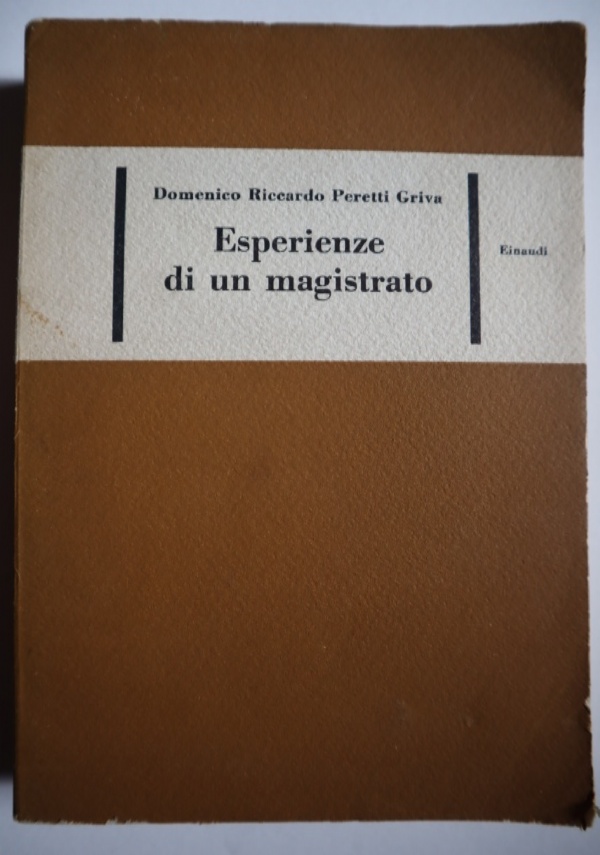 Domenico Riccardo Peretti Griva
Esperienze
di un magistrato
Einaudi